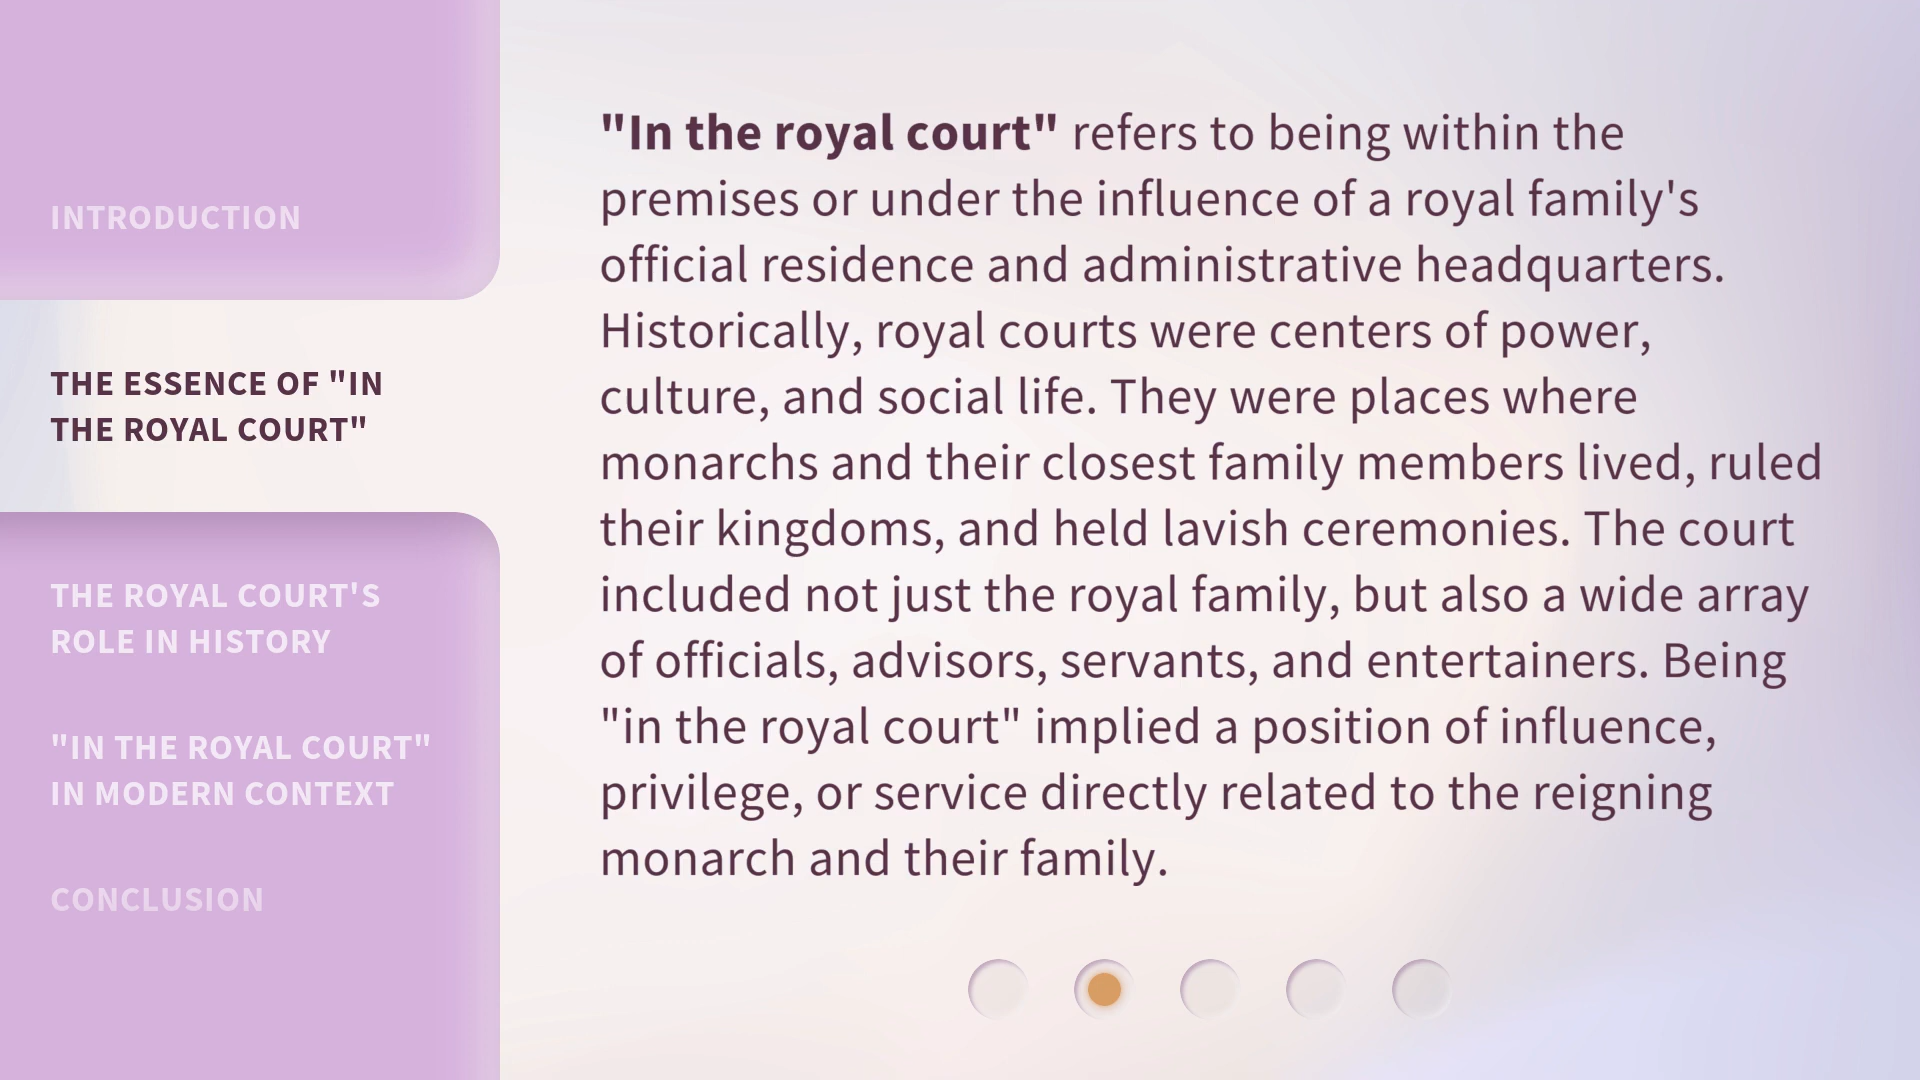 INTRODUCTION
THE ESSENCE OF "IN
THE ROYAL COURT"
THE ROYAL COURT'S
ROLE IN HISTORY
"IN THE ROYAL COURT"
IN MODERN CONTEXT
CONCLUSION
"In the royal court" refers to being within the
premises or under the influence of a royal family's
official residence and administrative headquarters.
Historically, royal courts were centers of power,
culture, and social life. They were places where
monarchs and their closest family members lived, ruled
their kingdoms, and held lavish ceremonies. The court
included not just the royal family, but also a wide array
of officials, advisors, servants, and entertainers. Being
"in the royal court" implied a position of influence,
privilege, or service directly related to the reigning
monarch and their family.